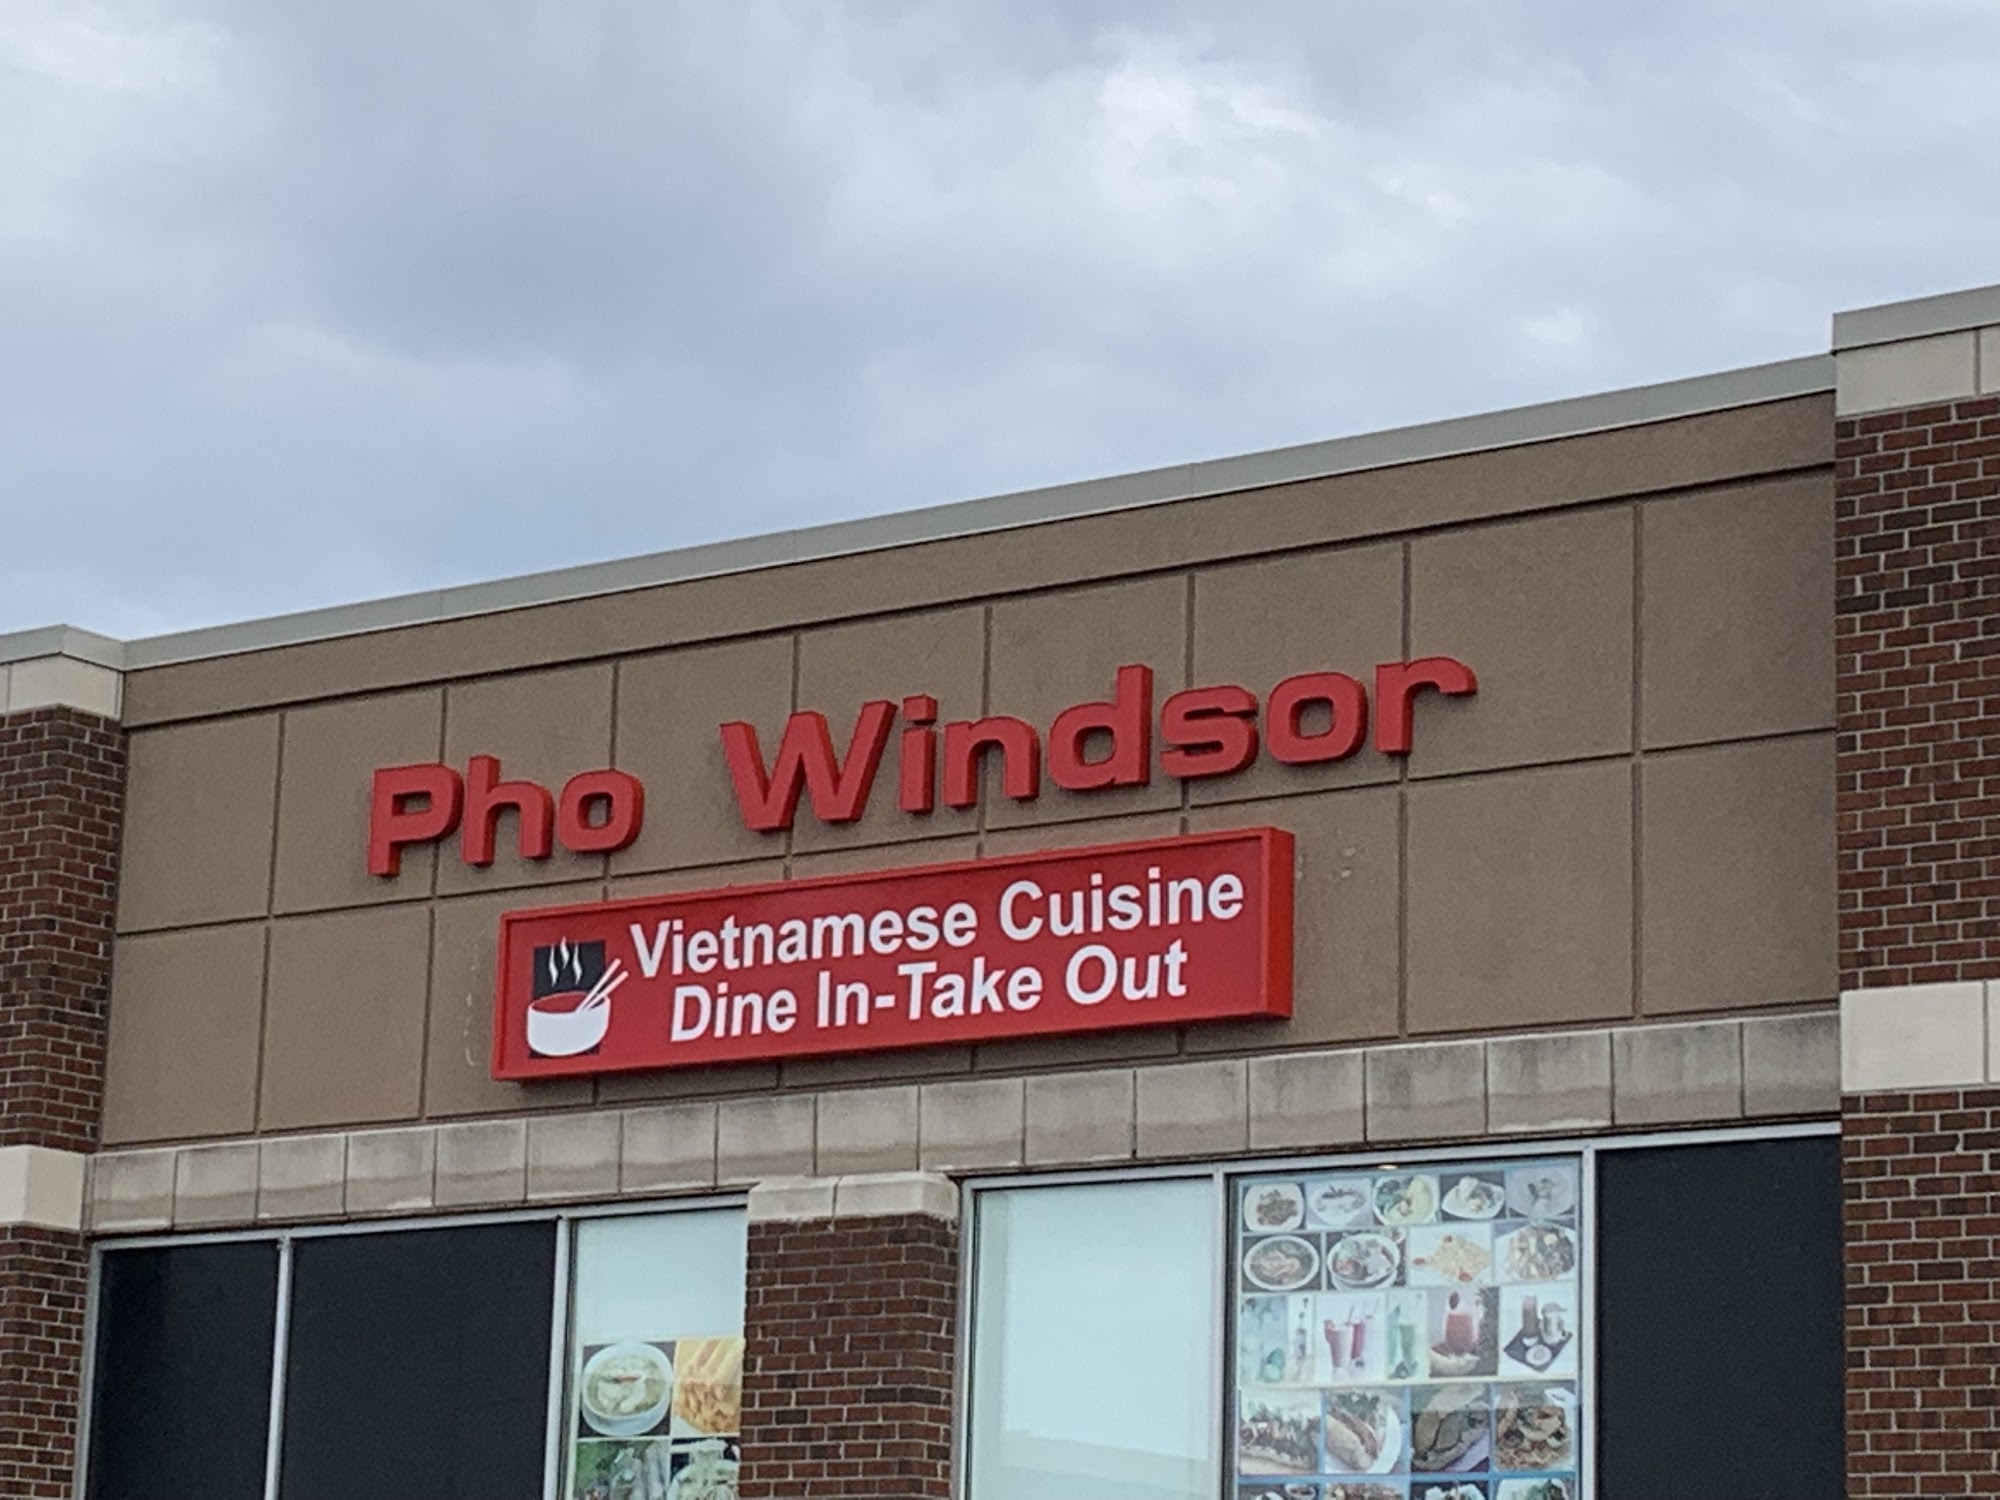 Pho Windsor
Vietnamese Cuisine
Dine In-Take Out